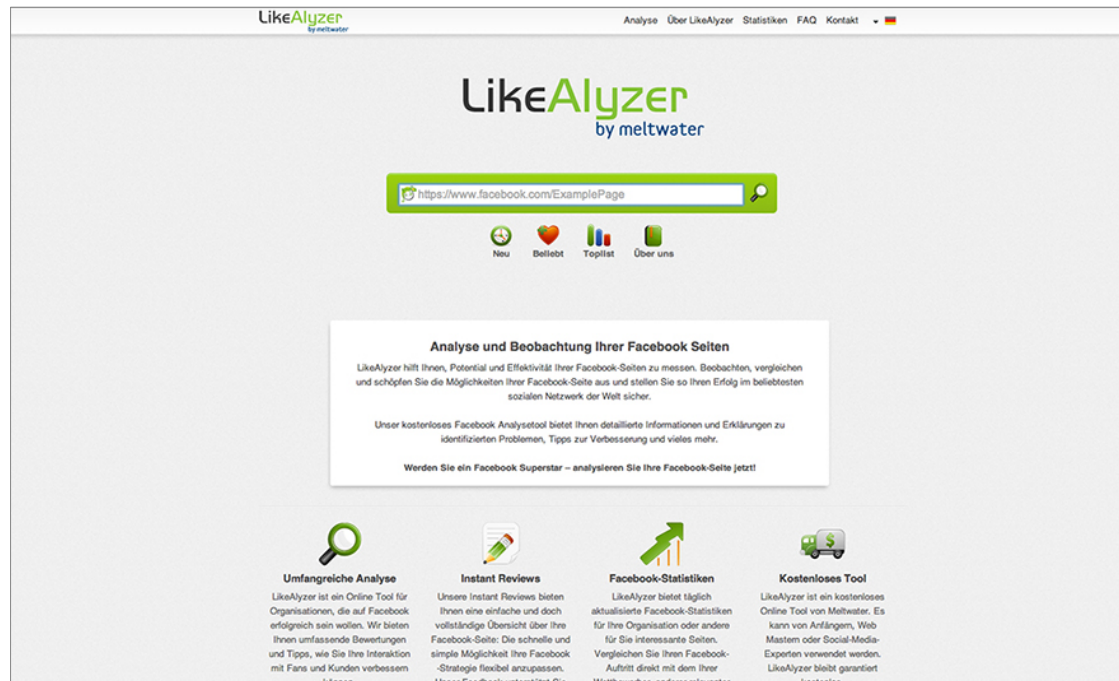 LikeAlyzer
by meltwater
Analyse Über LikeAlyzer Statistiken FAQ Kontakt
LikeAlyzer
by meltwater
https://www.facebook.com/ExamplePage
Neu Beliebt Toplist Über uns
Analyse und Beobachtung Ihrer Facebook Seiten
LikeAlyzer hilft Ihnen, Potential und Effektivität Ihrer Facebook-Seiten zu messen. Beobachten, vergleichen
und schöpfen Sie die Möglichkeiten Ihrer Facebook-Seite aus und stellen Sie so Ihren Erfolg im beliebtesten
sozialen Netzwerk der Welt sicher.
Unser kostenloses Facebook Analysetool bietet Ihnen detaillierte Informationen und Erklärungen zu
identifizierten Problemen, Tipps zur Verbesserung und vieles mehr.
Werden Sie ein Facebook Superstar – analysieren Sie Ihre Facebook-Seite jetzt!
Umfangreiche Analyse
LikeAlyzer ist ein Online Tool für
Organisationen, die auf Facebook
erfolgreich sein wollen. Wir bieten
Ihnen umfassende Bewertungen
und Tipps, wie Sie Ihre Interaktion
mit Fans und Kunden verbessern
Instant Reviews
Unsere Instant Reviews bieten
Ihnen eine einfache und doch
vollständige Übersicht über Ihre
Facebook-Seite: Die schnelle und
simple Möglichkeit Ihre Facebook
-Strategie flexibel anzupassen.
Facebook-Statistiken
LikeAlyzer bietet täglich
aktualisierte Facebook-Statistiken
für Ihre Organisation oder andere
für Sie interessante Seiten.
Vergleichen Sie Ihren Facebook-
Auftritt direkt mit dem Ihrer
Kostenloses Tool
LikeAlyzer ist ein kostenloses
Online Tool von Meltwater. Es
kann von Anfängern, Web
Mastern oder Social-Media-
Experten verwendet werden.
LikeAlyzer bleibt garantiert